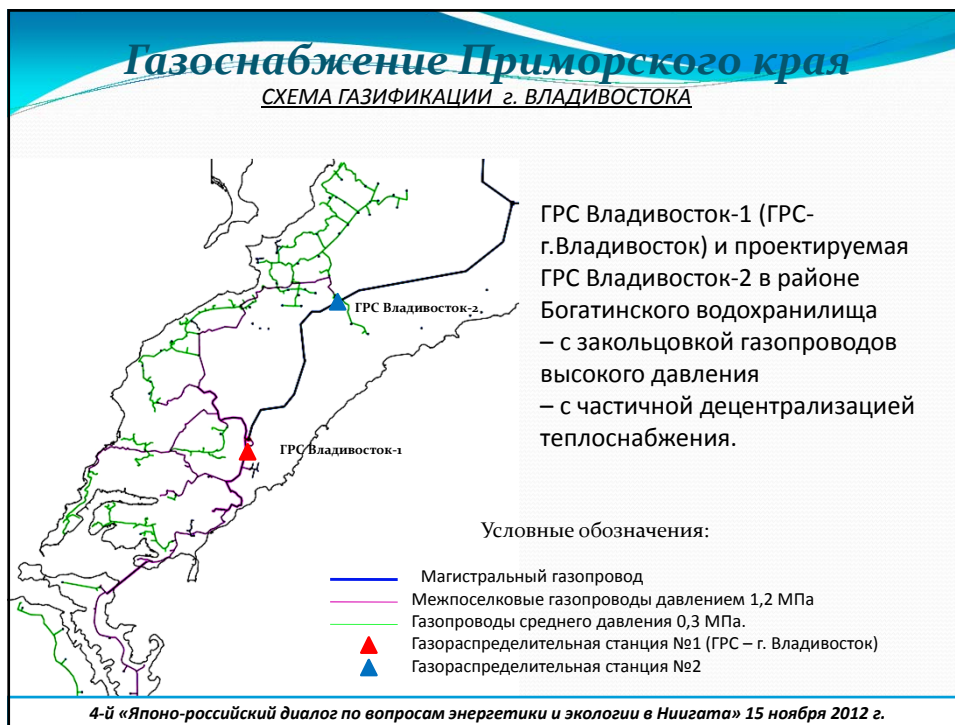 Газоснабжение Приморского края
СХЕМА ГАЗИФИКАЦИИ г. ВЛАДИВОСТОКА
ГРС Владивосток-1 (ГРС-
г.Владивосток) и проектируемая
ГРС Владивосток-2 в районе
Богатинского водохранилища
– с закольцовкой газопроводов
высокого давления
– с частичной децентрализацией
теплоснабжения.
ГРС Владивосток-2
ГРС Владивосток-1
Условные обозначения:
Магистральный газопровод
Межпоселковые газопроводы давлением 1,2 МПа
Газопроводы среднего давления 0,3 МПа.
Газораспределительная станция №1 (ГРС – г. Владивосток)
Газораспределительная станция №2
4-й «Японо-российский диалог по вопросам энергетики и экологии в Ниигата» 15 ноября 2012 г.